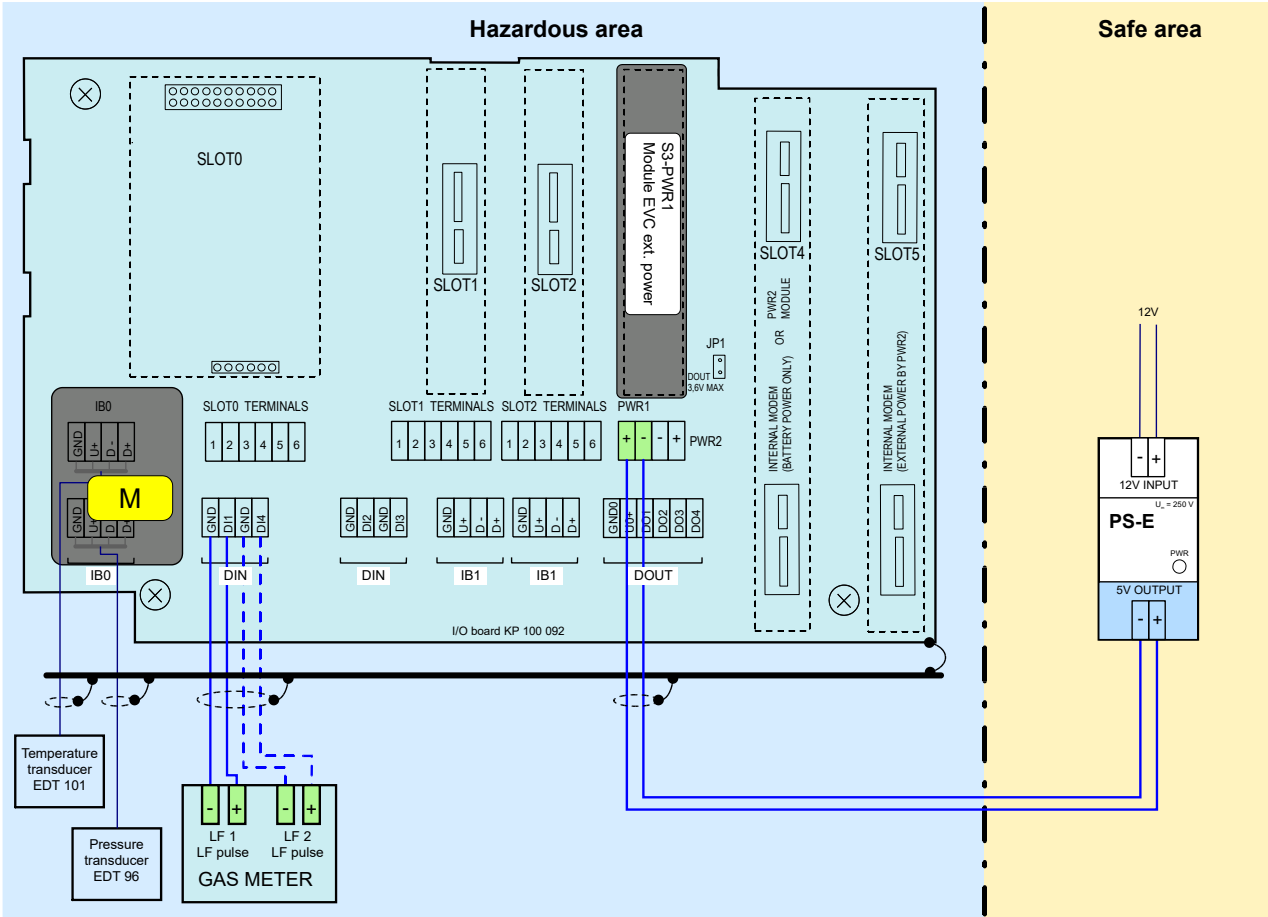 Hazardous area
Safe area
SLOT0
SLOT1
SLOT2
S3-PWR1
Module EVC ext. power
SLOT4
SLOT5
INTERNAL MODEM
(BATTERY POWER ONLY)
OR
PWR2
MODULE
INTERNAL MODEM
(EXTERNAL POWER BY PWR2)
JP1
DOUT
3,6V MAX
12V
IB0
GND
U+
D -
D+
SLOT0 TERMINALS
1 2 3 4 5 6
SLOT1 TERMINALS
1 2 3 4 5 6
SLOT2 TERMINALS
1 2 3 4 5 6
PWR1
+ - - +
PWR2
M
GND
U+
D
D+
IB0
GND
DI1
GND
DI4
DIN
GND
DI2
GND
DI3
DIN
GND
U+
D -
D+
IB1
GND
U+
D -
D+
IB1
GND0
U0+
DO1
DO2
DO3
DO4
DOUT
I/O board KP 100 092
- +
12V INPUT
= 250 V
PS-E
PWR
5V OUTPUT
- +
Temperature
transducer
EDT 101
Pressure
transducer
EDT 96
- + - +
LF 1 LF 2
LF pulse LF pulse
GAS METER